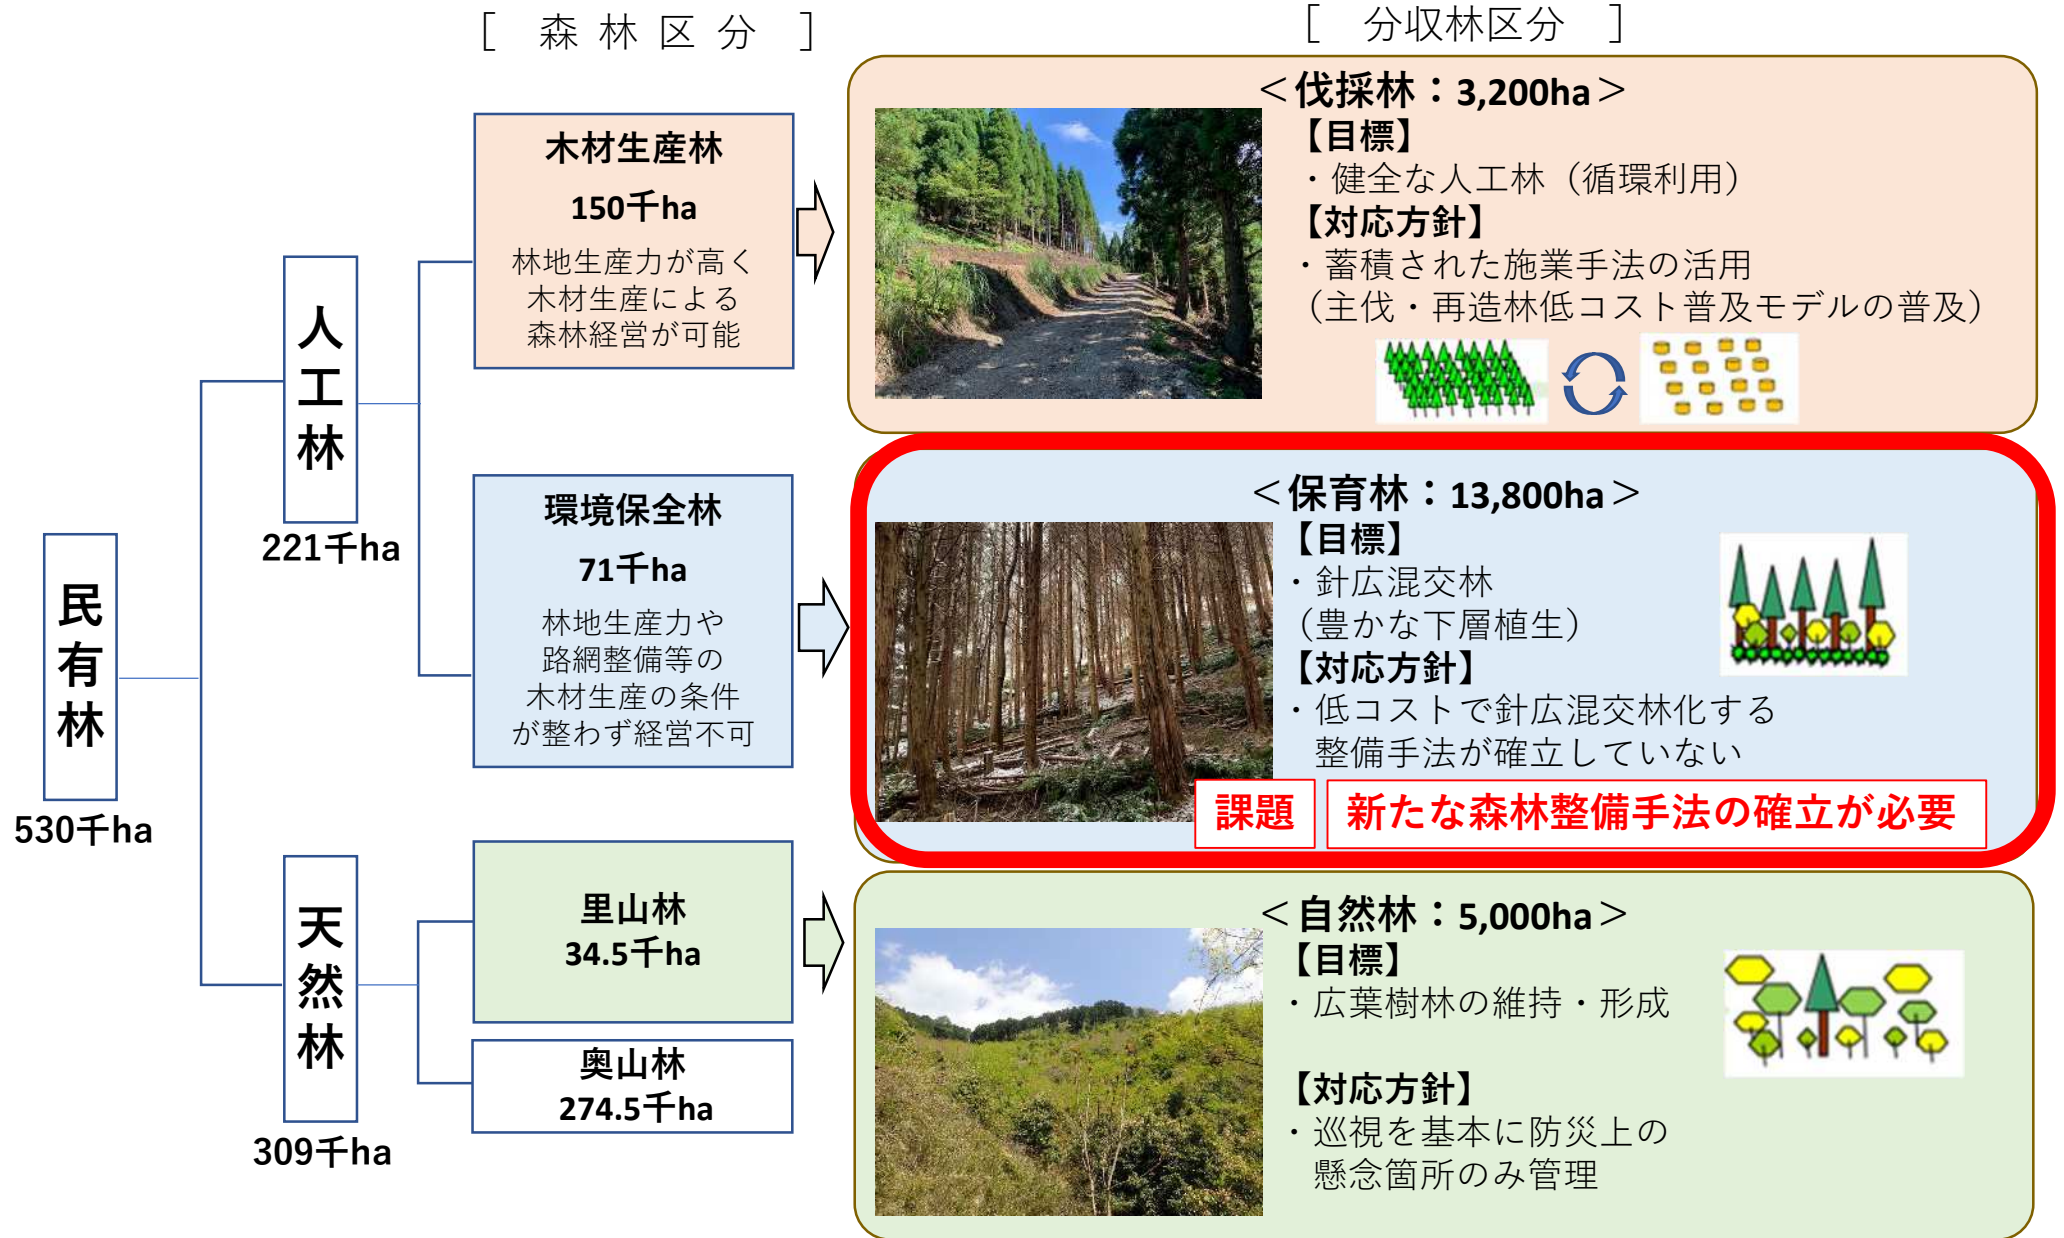 ［ 森 林 区 分 ］
［ 分収林区分 ］
民有林
530千ha
人工林
221千ha
天然林
309千ha
木材生産林
150千ha
林地生産力が高く
木材生産による
森林経営が可能
環境保全林
71千ha
林地生産力や
路網整備等の
木材生産の条件
が整わず経営不可
里山林
34.5千ha
奥山林
274.5千ha
＜伐採林：3,200ha＞
【目標】
・健全な人工林（循環利用）
【対応方針】
・蓄積された施業手法の活用
（主伐・再造林低コスト普及モデルの普及）
＜保育林：13,800ha＞
【目標】
・針広混交林
（豊かな下層植生）
【対応方針】
・低コストで針広混交林化する
整備手法が確立していない
課題
新たな森林整備手法の確立が必要
＜自然林：5,000ha＞
【目標】
・広葉樹林の維持・形成
【対応方針】
・巡視を基本に防災上の
懸念箇所のみ管理